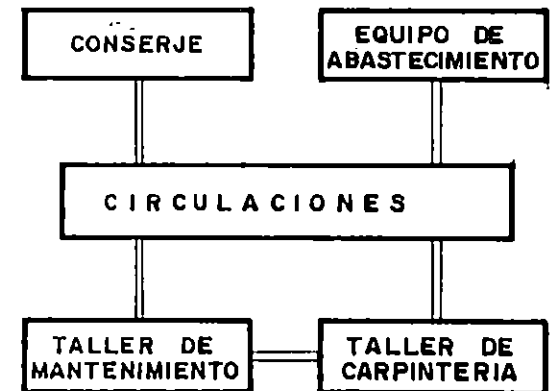 CONSERJE
EQUIPO DE
ABASTECIMIENTO
CIRCULACIONES
TALLER DE
MANTENIMIENTO
TALLER DE
CARPINTERIA